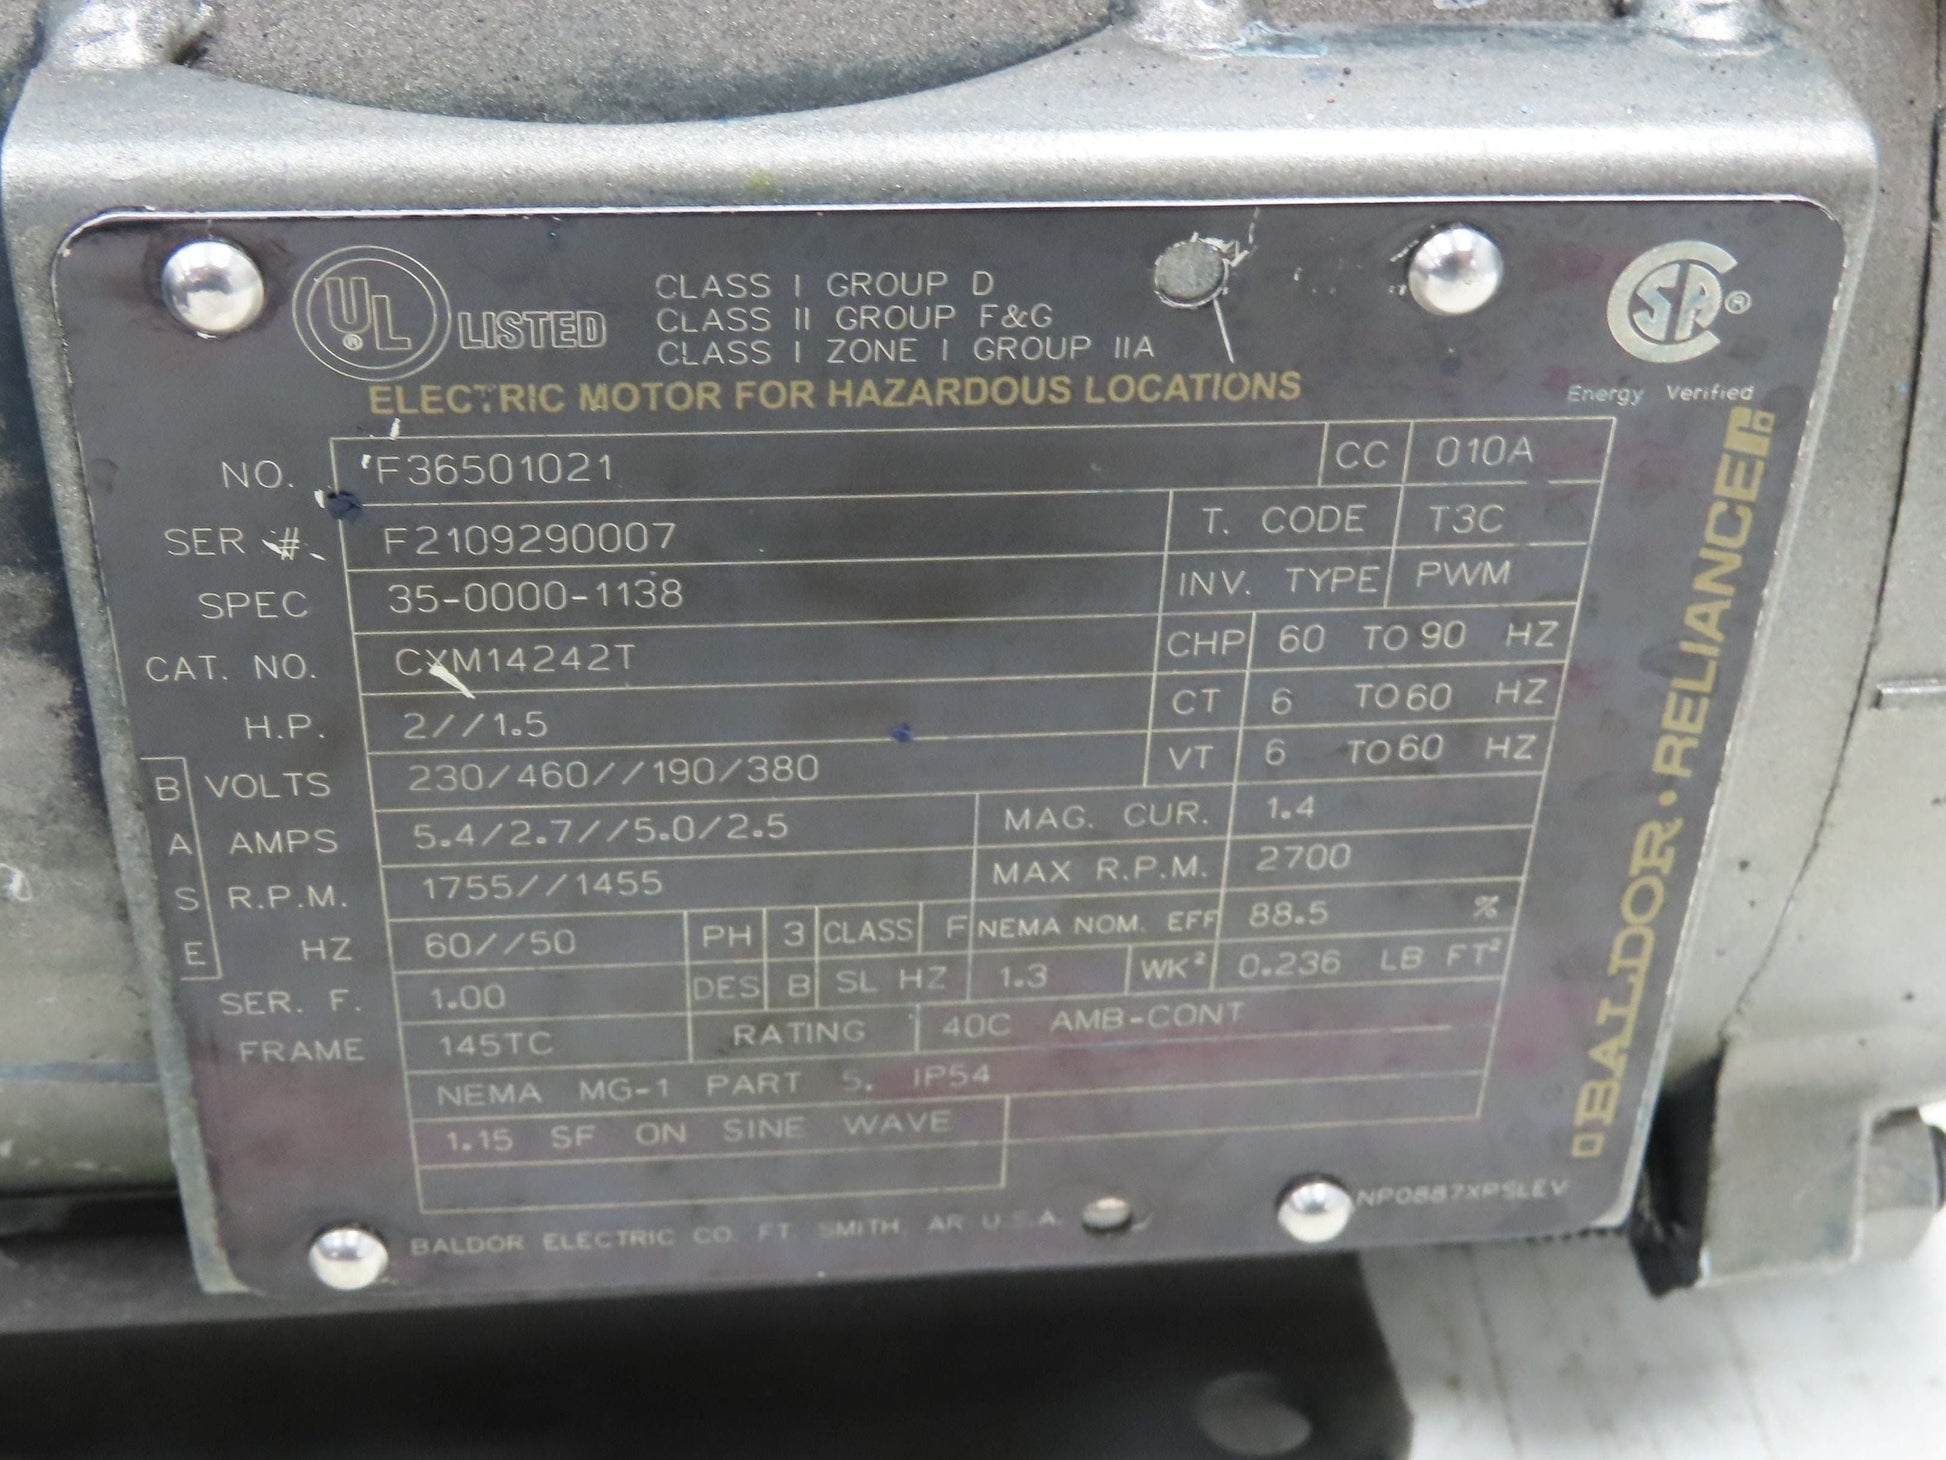 UL® LISTED
CLASS I GROUP D
CLASS II GROUP F&G
CLASS I ZONE I GROUP IIA
SA®
Energy Verified
ELECTRIC MOTOR FOR HAZARDOUS LOCATIONS
NO. F36501021 CC 010A
SER # F2109290007 T. CODE T3C
SPEC 35-0000-1138 INV. TYPE PWM
CAT. NO. CXM14242T CHP 60 TO 90 HZ
H.P. 2//1.5 CT 6 TO 60 HZ
BASE
VOLTS 230/460//190/380 VT 6 TO 60 HZ
AMPS 5.4/2.7//5.0/2.5 MAG. CUR. 1.4
R.P.M. 1755//1455 MAX R.P.M. 2700
HZ 60//50 PH 3 CLASS F NEMA NOM. EFF 88.5 %
SER. F. 1.00 DES B SL HZ 1.3 WK² 0.236 LB FT²
FRAME 145TC RATING 40C AMB-CONT
NEMA MG-1 PART 5. IP54
1.15 SF ON SINE WAVE
BALDOR ELECTRIC CO. FT. SMITH, AR U.S.A.
NP0887XPSLEV
BALDOR • RELIANCE